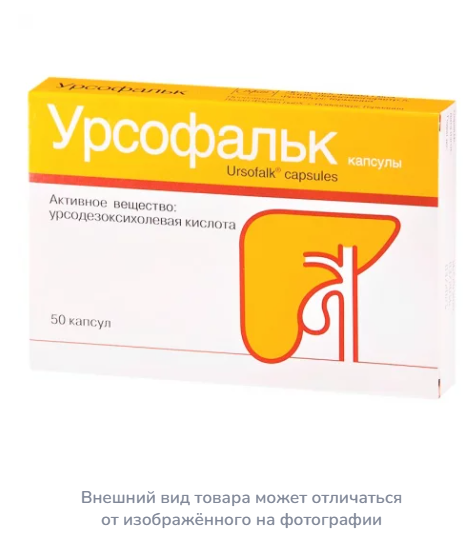 Урсофальк
Урсофальк капсулы
Ursofalk® capsules
Активное вещество:
урсодезоксихолевая кислота
50 капсул
Внешний вид товара может отличаться
от изображённого на фотографии